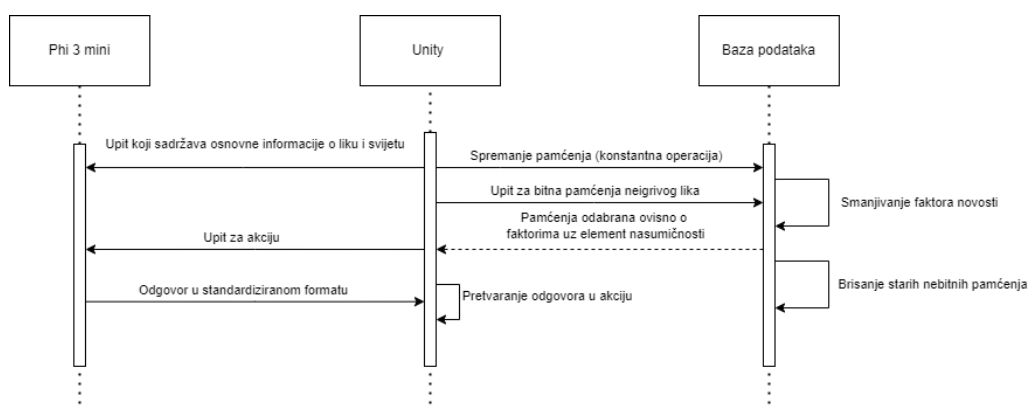 Phi 3 mini
Unity
Baza podataka
Upit koji sadržava osnovne informacije o liku i svijetu
Spremanje pamćenja (konstantna operacija)
Upit za bitna pamćenja neigrivog lika
Smanjivanje faktora novosti
Pamćenja odabrana ovisno o
faktorima uz element nasumičnosti
Upit za akciju
Brisanje starih nebitnih pamćenja
Odgovor u standardiziranom formatu
Pretvaranje odgovora u akciju